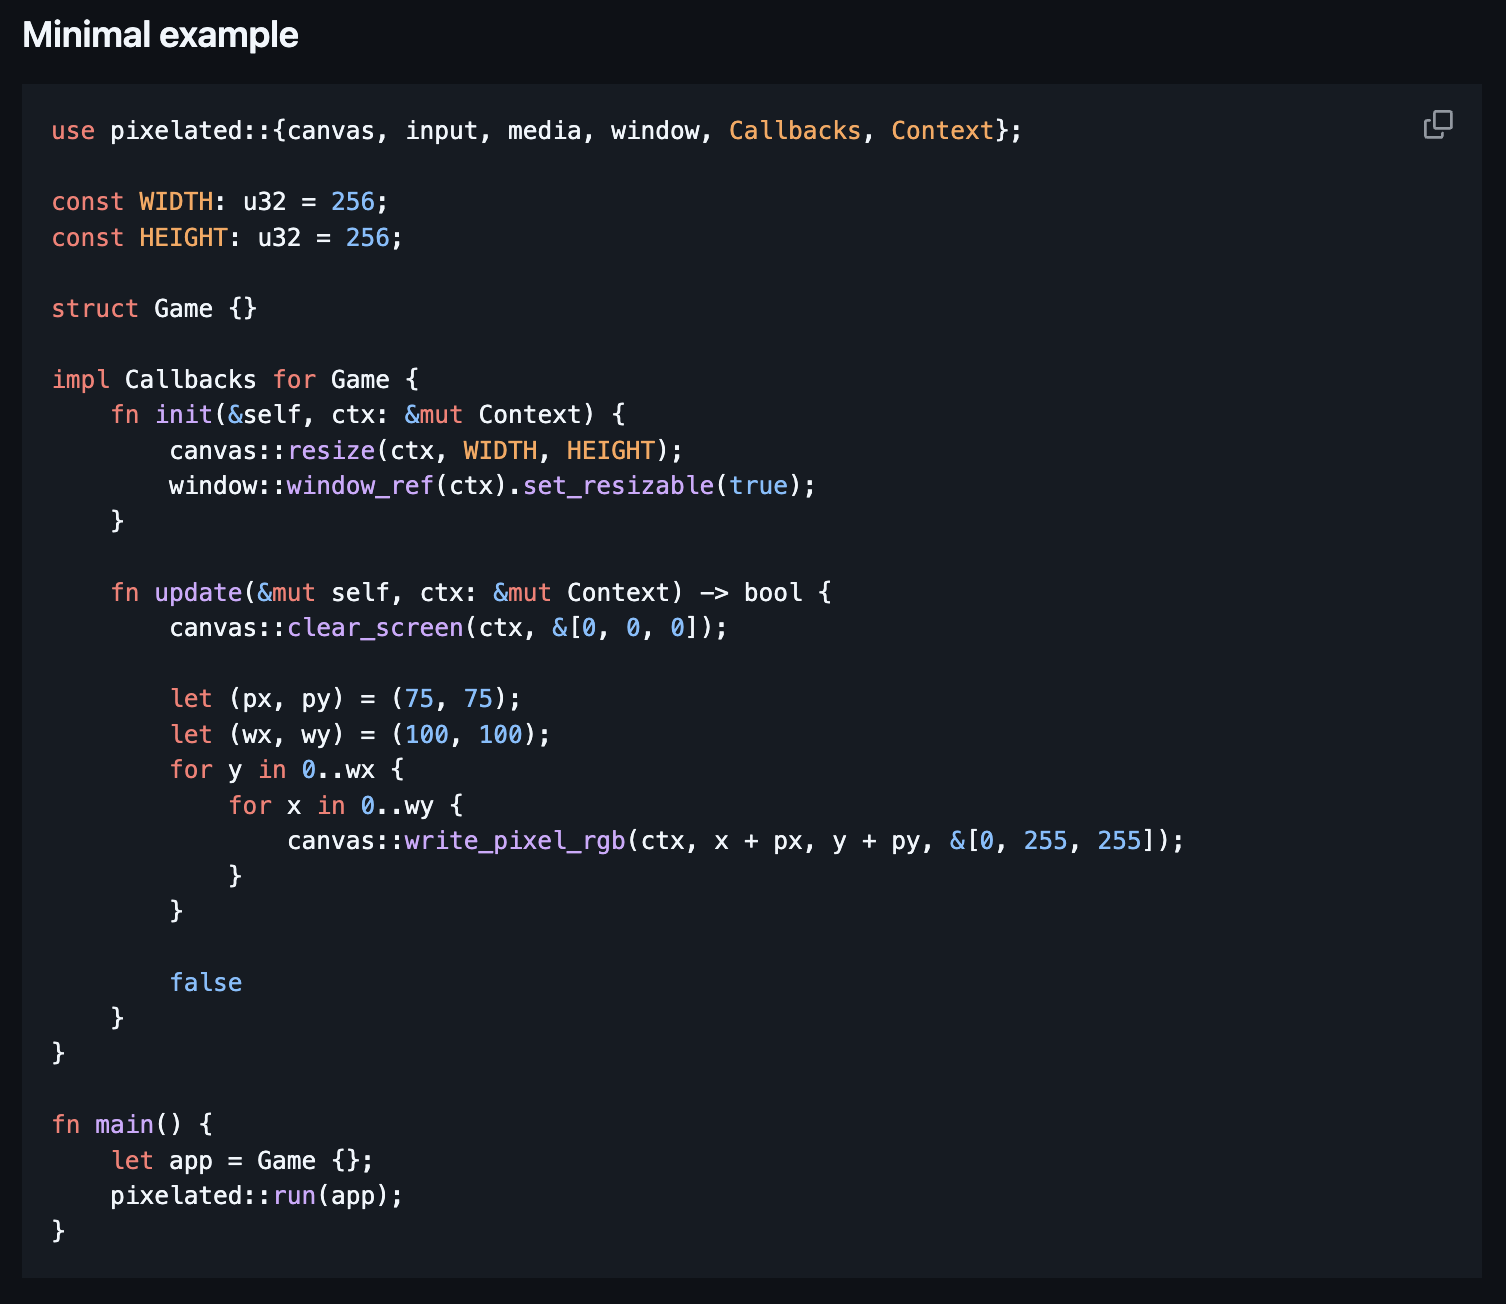 Minimal example
use pixelated::{canvas, input, media, window, Callbacks, Context};
const WIDTH: u32 = 256;
const HEIGHT: u32 = 256;
struct Game {}
impl Callbacks for Game {
    fn init(&self, ctx: &mut Context) {
        canvas::resize(ctx, WIDTH, HEIGHT);
        window::window_ref(ctx).set_resizable(true);
    }
    fn update(&mut self, ctx: &mut Context) -> bool {
        canvas::clear_screen(ctx, &[0, 0, 0]);
        let (px, py) = (75, 75);
        let (wx, wy) = (100, 100);
        for y in 0..wx {
            for x in 0..wy {
                canvas::write_pixel_rgb(ctx, x + px, y + py, &[0, 255, 255]);
            }
        }
        false
    }
}
fn main() {
    let app = Game {};
    pixelated::run(app);
}